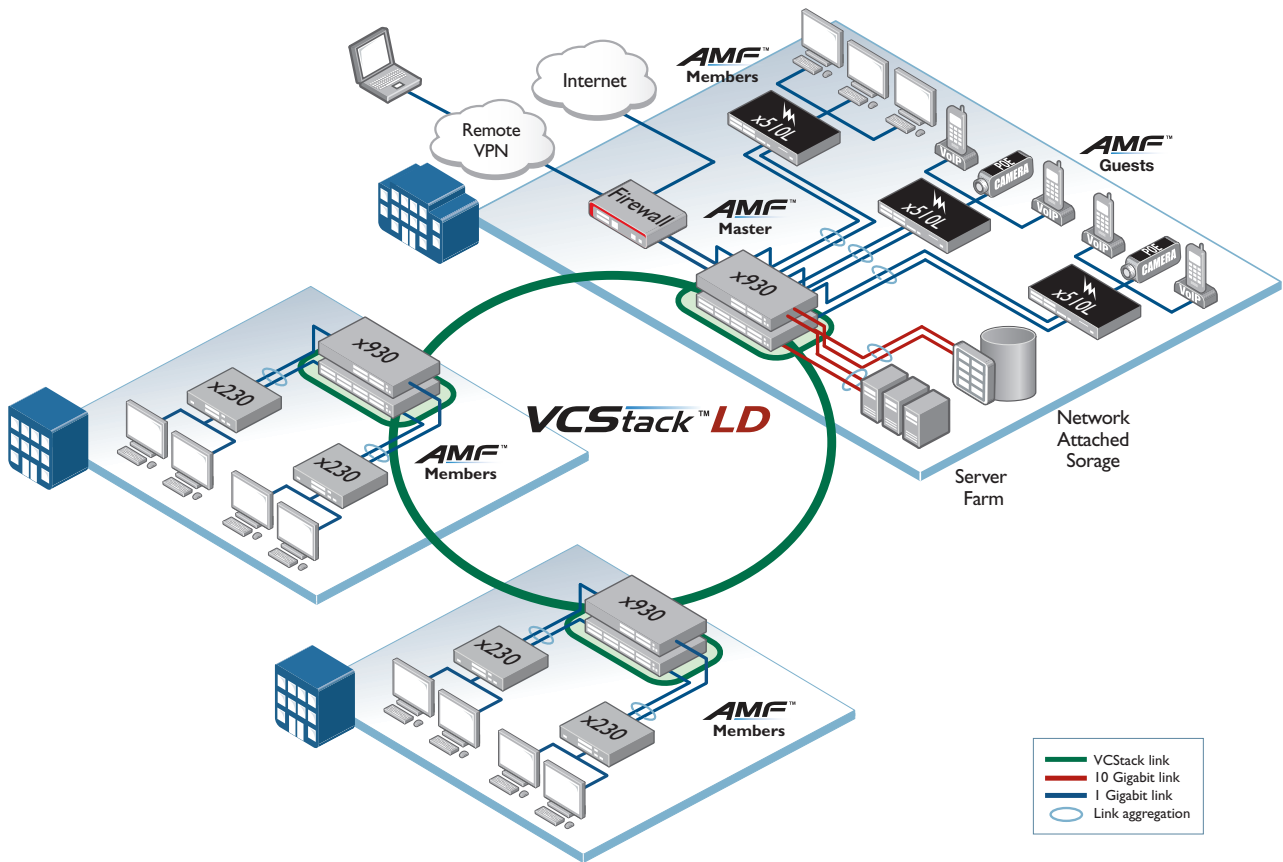 Internet
Remote
VPN
AMF™
Members
x510L
VoIP
POE
CAMERA
VoIP
AMF™
Guests
x510L
VoIP
POE
CAMERA
VoIP
x510L
Firewall
AMF™
Master
x930
Network
Attached
Sorage
Server
Farm
x930
x230
x230
AMF™
Members
VCStack™ LD
x930
x230
x230
AMF™
Members
VCStack link
10 Gigabit link
1 Gigabit link
Link aggregation